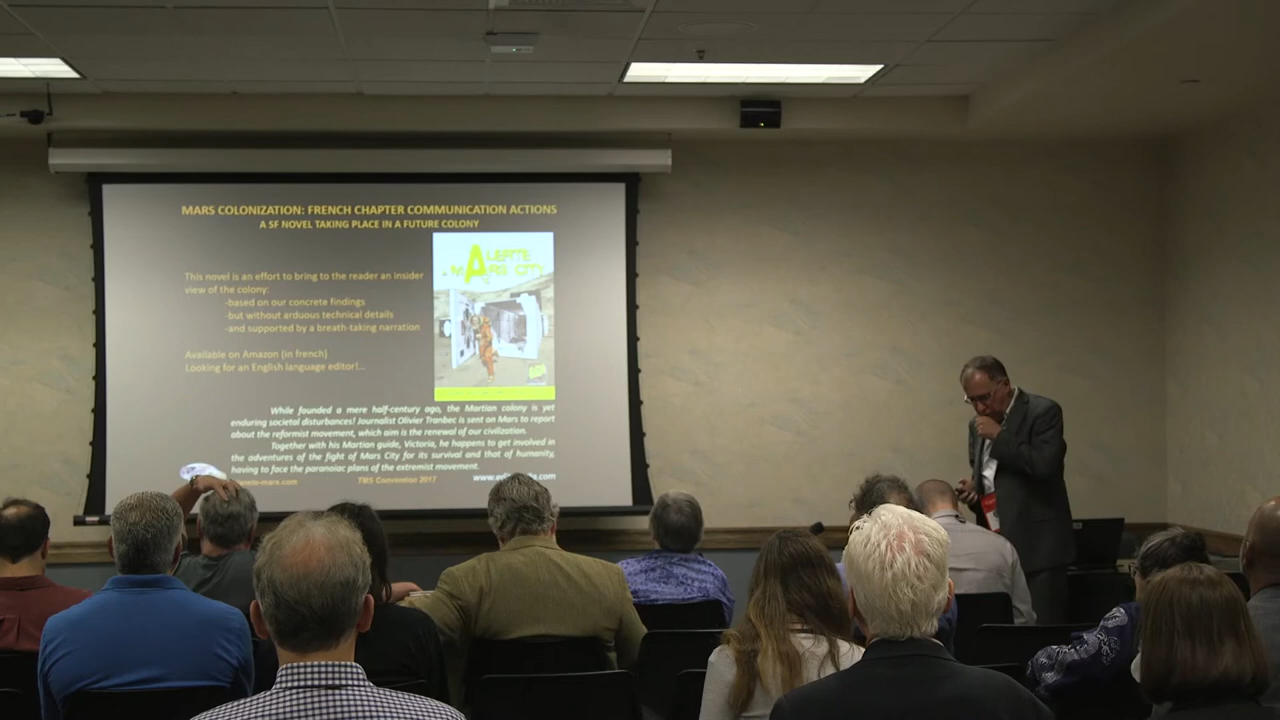 MARS COLONIZATION: FRENCH CHAPTER COMMUNICATION ACTIONS
A SF NOVEL TAKING PLACE IN A FUTURE COLONY
ALERTE
MARS CITY
This novel is an effort to bring to the reader an insider
view of the colony:
-based on our concrete findings
-but without arduous technical details
-and supported by a breath-taking narration
Available on Amazon (in french)
Looking for an English language editor!...
While founded a mere half-century ago, the Martian colony is yet
enduring societal disturbances! Journalist Olivier Tranbec is sent on Mars to report
about the reformist movement, which aim is the renewal of our civilization.
Together with his Martian guide, Victoria, he happens to get involved in
the adventures of the fight of Mars City for its survival and that of humanity,
having to face the paranoiac plans of the extremist movement.
TMS Convention 2017